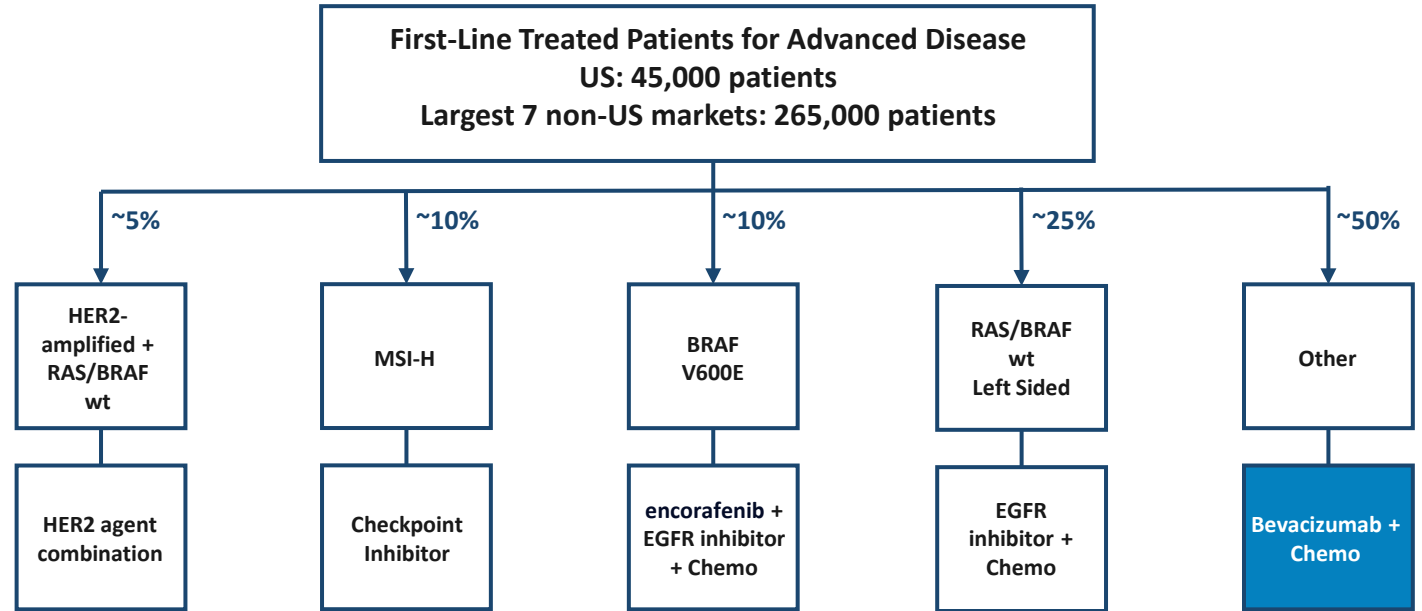 First-Line Treated Patients for Advanced Disease
US: 45,000 patients
Largest 7 non-US markets: 265,000 patients
~5%
~10%
~10%
~25%
~50%
HER2-
amplified +
RAS/BRAF
wt
MSI-H
BRAF
V600E
RAS/BRAF
wt
Left Sided
Other
HER2 agent
combination
Checkpoint
Inhibitor
encorafenib +
EGFR inhibitor
+ Chemo
EGFR
inhibitor +
Chemo
Bevacizumab +
Chemo